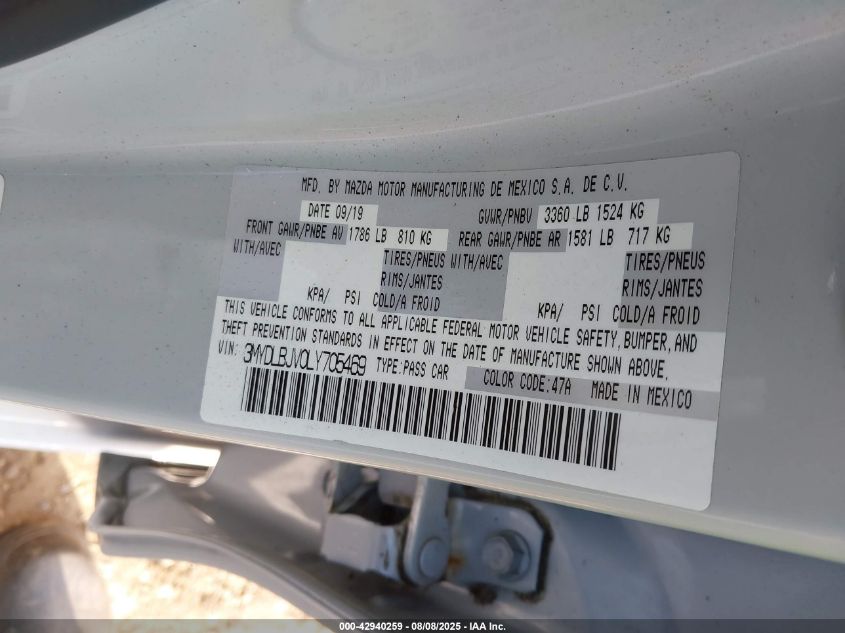 MFD. BY MAZDA MOTOR MANUFACTURING DE MEXICO S.A. DE C.V.
DATE 09/19 GVWR/PNBV 3360 LB 1524 KG
FRONT GAWR/PNBE AV 1786 LB 810 KG REAR GAWR/PNBE AR 1581 LB 717 KG
WITH/AVEC TIRES/PNEUS WITH/AVEC TIRES/PNEUS
RIMS/JANTES RIMS/JANTES
KPA/ PSI COLD/A FROID KPA/ PSI COLD/A FROID
THIS VEHICLE CONFORMS TO ALL APPLICABLE FEDERAL MOTOR VEHICLE SAFETY, BUMPER, AND
THEFT PREVENTION STANDARDS IN EFFECT ON THE DATE OF MANUFACTURE SHOWN ABOVE.
VIN: 3MVDLBJV0LY705469 TYPE:PASS CAR COLOR CODE:47A MADE IN MEXICO
000-42940259 - 08/08/2025 - IAA Inc.